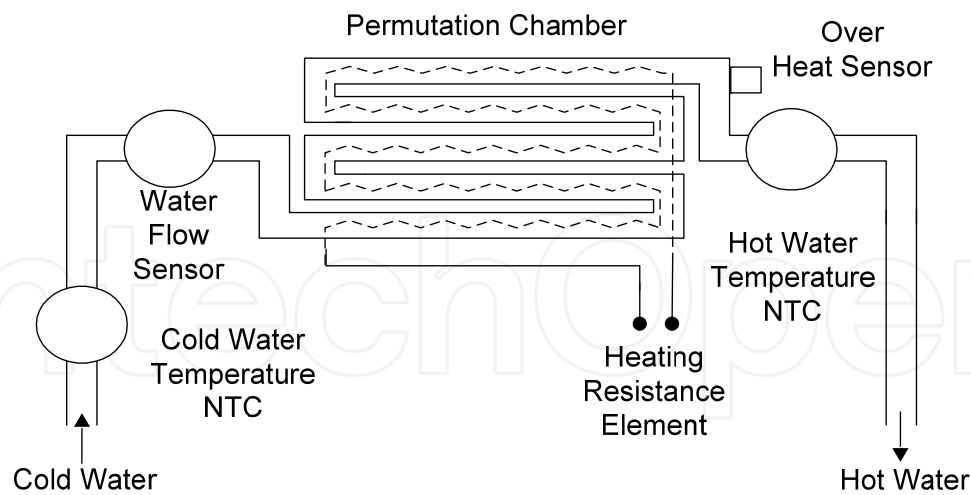 Permutation Chamber
Over
Heat Sensor
Water
Flow
Sensor
Hot Water
Temperature
NTC
Cold Water
Temperature
NTC
Heating
Resistance
Element
Cold Water
Hot Water